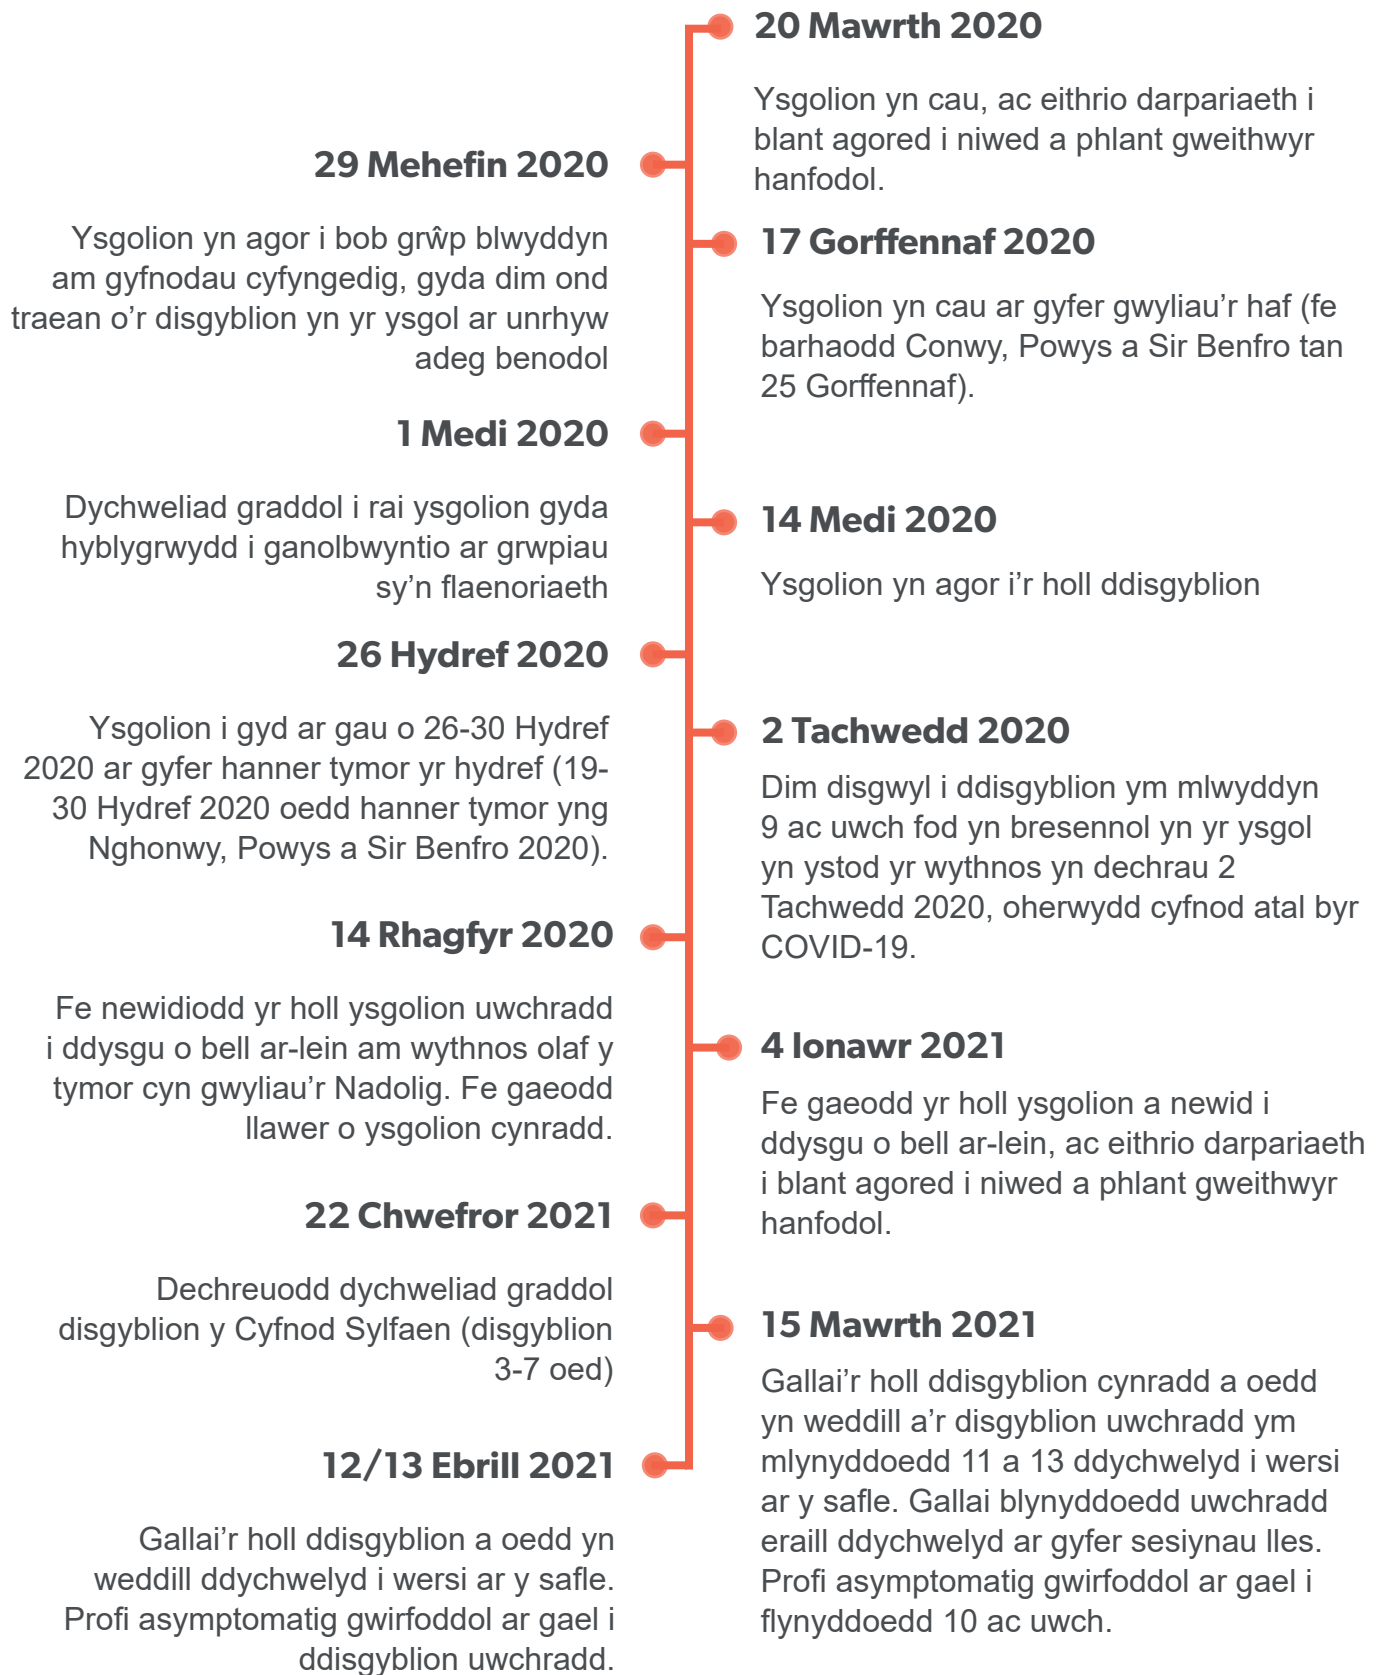 20 Mawrth 2020
Ysgolion yn cau, ac eithrio darpariaeth i
blant agored i niwed a phlant gweithwyr
hanfodol.
29 Mehefin 2020
Ysgolion yn agor i bob grŵp blwyddyn
am gyfnodau cyfyngedig, gyda dim ond
traean o’r disgyblion yn yr ysgol ar unrhyw
adeg benodol
17 Gorffennaf 2020
Ysgolion yn cau ar gyfer gwyliau’r haf (fe
barhaodd Conwy, Powys a Sir Benfro tan
25 Gorffennaf).
1 Medi 2020
Dychweliad graddol i rai ysgolion gyda
hyblygrwydd i ganolbwyntio ar grwpiau
sy’n flaenoriaeth
14 Medi 2020
Ysgolion yn agor i’r holl ddisgyblion
26 Hydref 2020
Ysgolion i gyd ar gau o 26-30 Hydref
2020 ar gyfer hanner tymor yr hydref (19-
30 Hydref 2020 oedd hanner tymor yng
Nghonwy, Powys a Sir Benfro 2020).
2 Tachwedd 2020
Dim disgwyl i ddisgyblion ym mlwyddyn
9 ac uwch fod yn bresennol yn yr ysgol
yn ystod yr wythnos yn dechrau 2
Tachwedd 2020, oherwydd cyfnod atal byr
COVID-19.
14 Rhagfyr 2020
Fe newidiodd yr holl ysgolion uwchradd
i ddysgu o bell ar-lein am wythnos olaf y
tymor cyn gwyliau’r Nadolig. Fe gaeodd
llawer o ysgolion cynradd.
4 Ionawr 2021
Fe gaeodd yr holl ysgolion a newid i
ddysgu o bell ar-lein, ac eithrio darpariaeth
i blant agored i niwed a phlant gweithwyr
hanfodol.
22 Chwefror 2021
Dechreuodd dychweliad graddol
disgyblion y Cyfnod Sylfaen (disgyblion
3-7 oed)
15 Mawrth 2021
Gallai’r holl ddisgyblion cynradd a oedd
yn weddill a’r disgyblion uwchradd ym
mlynyddoedd 11 a 13 ddychwelyd i wersi
ar y safle. Gallai blynyddoedd uwchradd
eraill ddychwelyd ar gyfer sesiynau lles.
Profi asymptomatig gwirfoddol ar gael i
flynyddoedd 10 ac uwch.
12/13 Ebrill 2021
Gallai’r holl ddisgyblion a oedd yn
weddill ddychwelyd i wersi ar y safle.
Profi asymptomatig gwirfoddol ar gael i
ddisgyblion uwchradd.